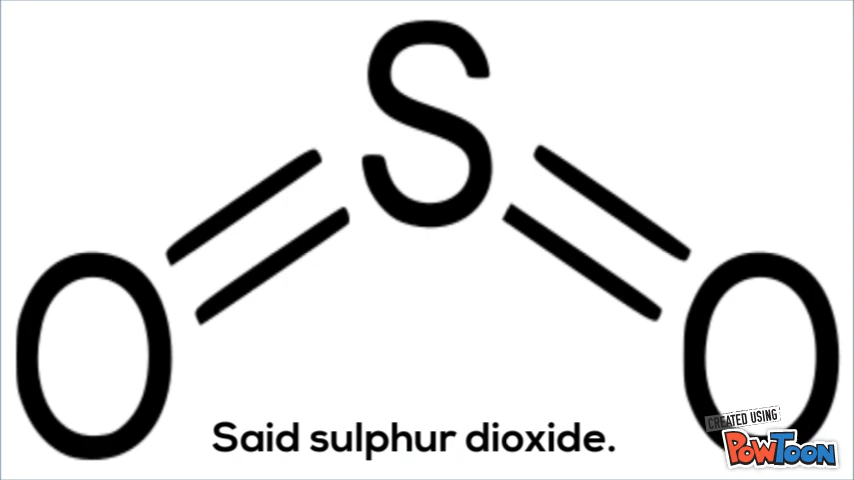 S
O O
Said sulphur dioxide.
CREATED USING
POWTOON